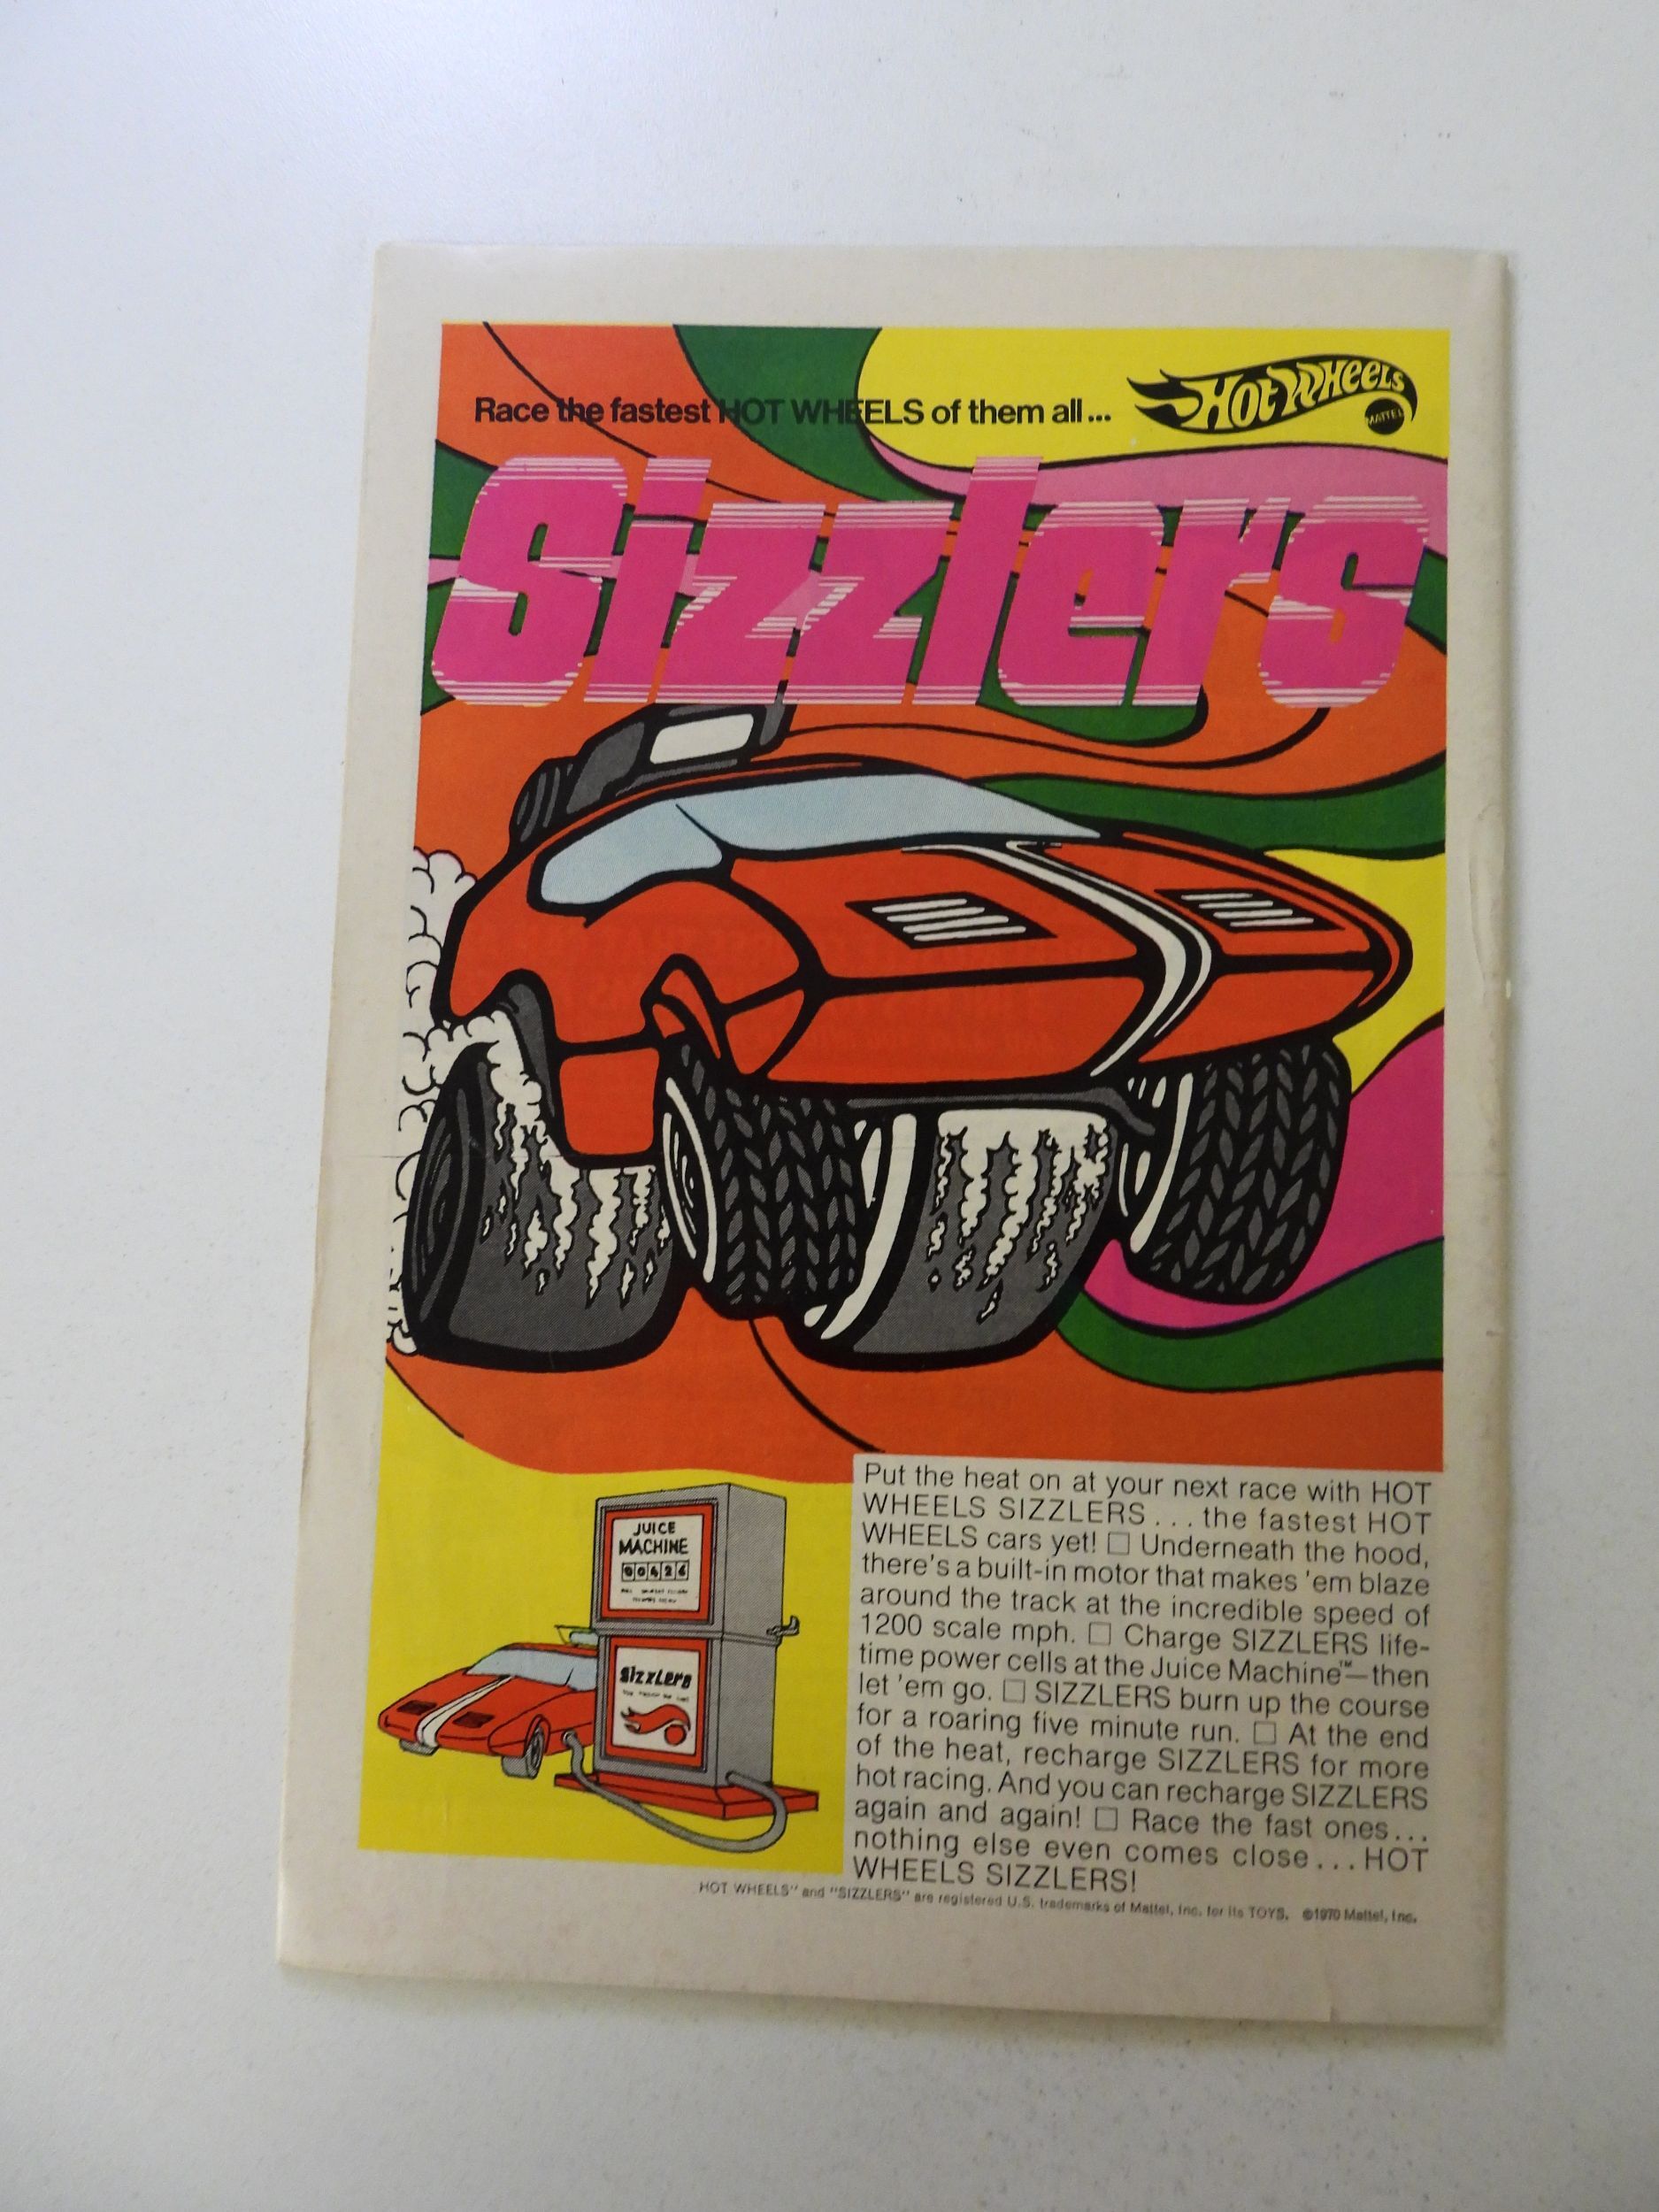 Race the fastest HOT WHEELS of them all...
Hot Wheels
MATTEL
Sizzlers
JUICE
MACHINE
00426
Sizzlers
Put the heat on at your next race with HOT
WHEELS SIZZLERS... the fastest HOT
WHEELS cars yet! □ Underneath the hood,
there's a built-in motor that makes 'em blaze
around the track at the incredible speed of
1200 scale mph. □ Charge SIZZLERS life-
time power cells at the Juice Machine™—then
let 'em go. □ SIZZLERS burn up the course
for a roaring five minute run. □ At the end
of the heat, recharge SIZZLERS for more
hot racing. And you can recharge SIZZLERS
again and again! □ Race the fast ones...
nothing else even comes close...HOT
WHEELS SIZZLERS!
HOT WHEELS" and "SIZZLERS" are registered U.S. trademarks of Mattel, Inc. for its TOYS. ©1970 Mattel, Inc.